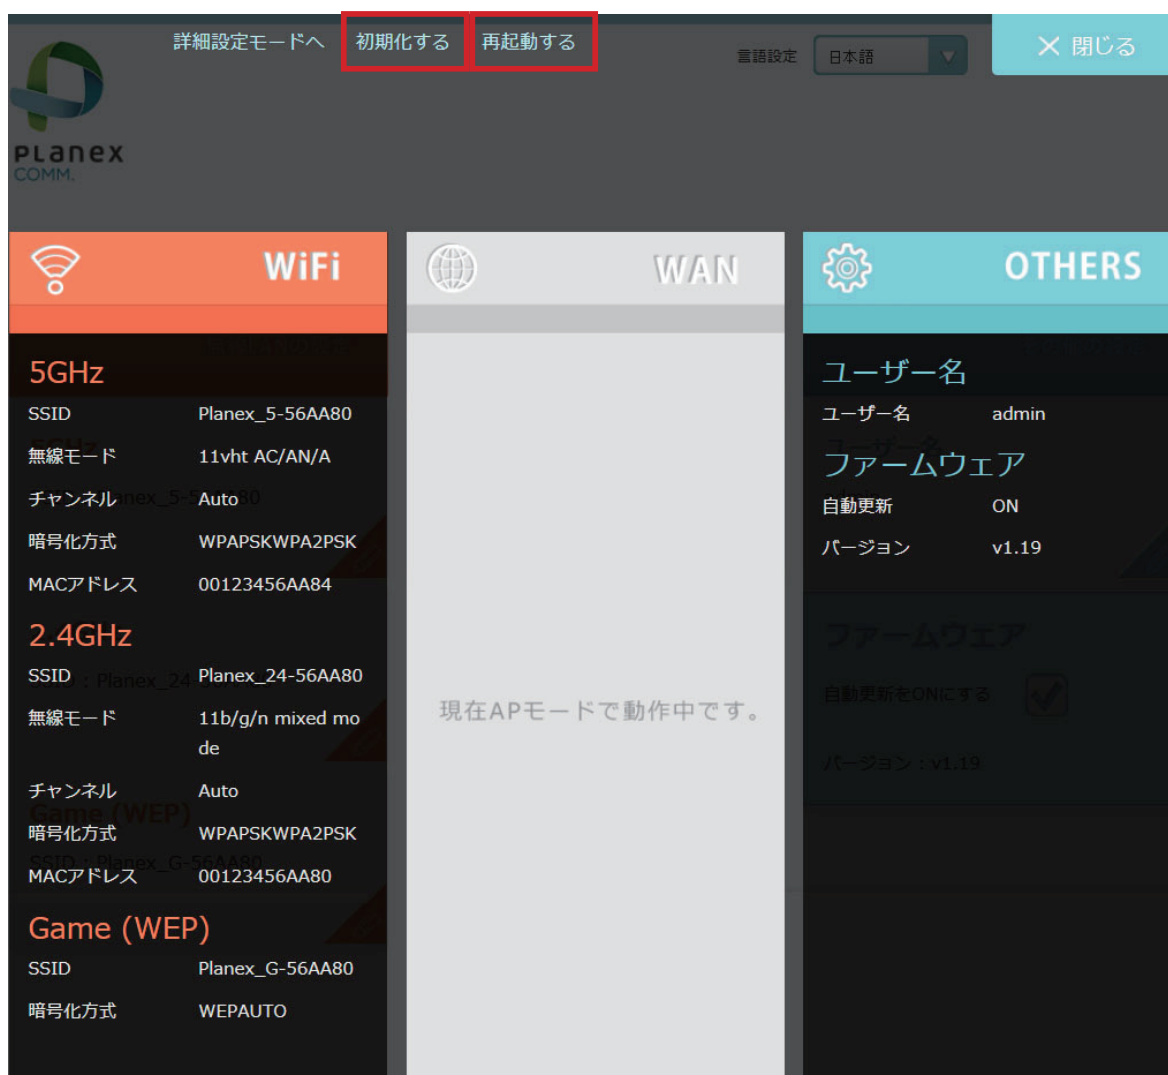 詳細設定モードへ 初期化する 再起動する
言語設定 日本語
× 閉じる
PLanex
COMM.
WiFi
5GHz
SSID Planex_5-56AA80
無線モード 11vht AC/AN/A
チャンネル Auto
暗号化方式 WPAPSKWPA2PSK
MACアドレス 00123456AA84
2.4GHz
SSID Planex_24-56AA80
無線モード 11b/g/n mixed mo
de
チャンネル Auto
暗号化方式 WPAPSKWPA2PSK
MACアドレス 00123456AA80
Game (WEP)
SSID Planex_G-56AA80
暗号化方式 WEPAUTO
WAN
現在APモードで動作中です。
OTHERS
ユーザー名
ユーザー名 admin
ファームウェア
自動更新 ON
バージョン v1.19
ファームウェア
自動更新をONにする
バージョン : v1.19